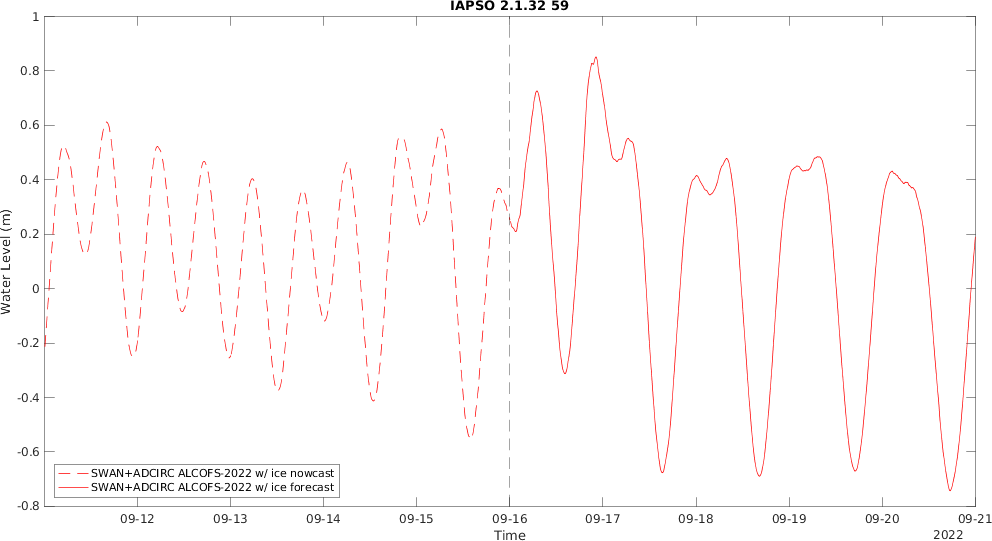 IAPSO 2.1.32 59
1
0.8
0.6
0.4
0.2
0
-0.2
-0.4
-0.6
-0.8
Water Level (m)
SWAN+ADCIRC ALCOFS-2022 w/ ice nowcast
SWAN+ADCIRC ALCOFS-2022 w/ ice forecast
09-12 09-13 09-14 09-15 09-16 09-17 09-18 09-19 09-20 09-21
Time
2022